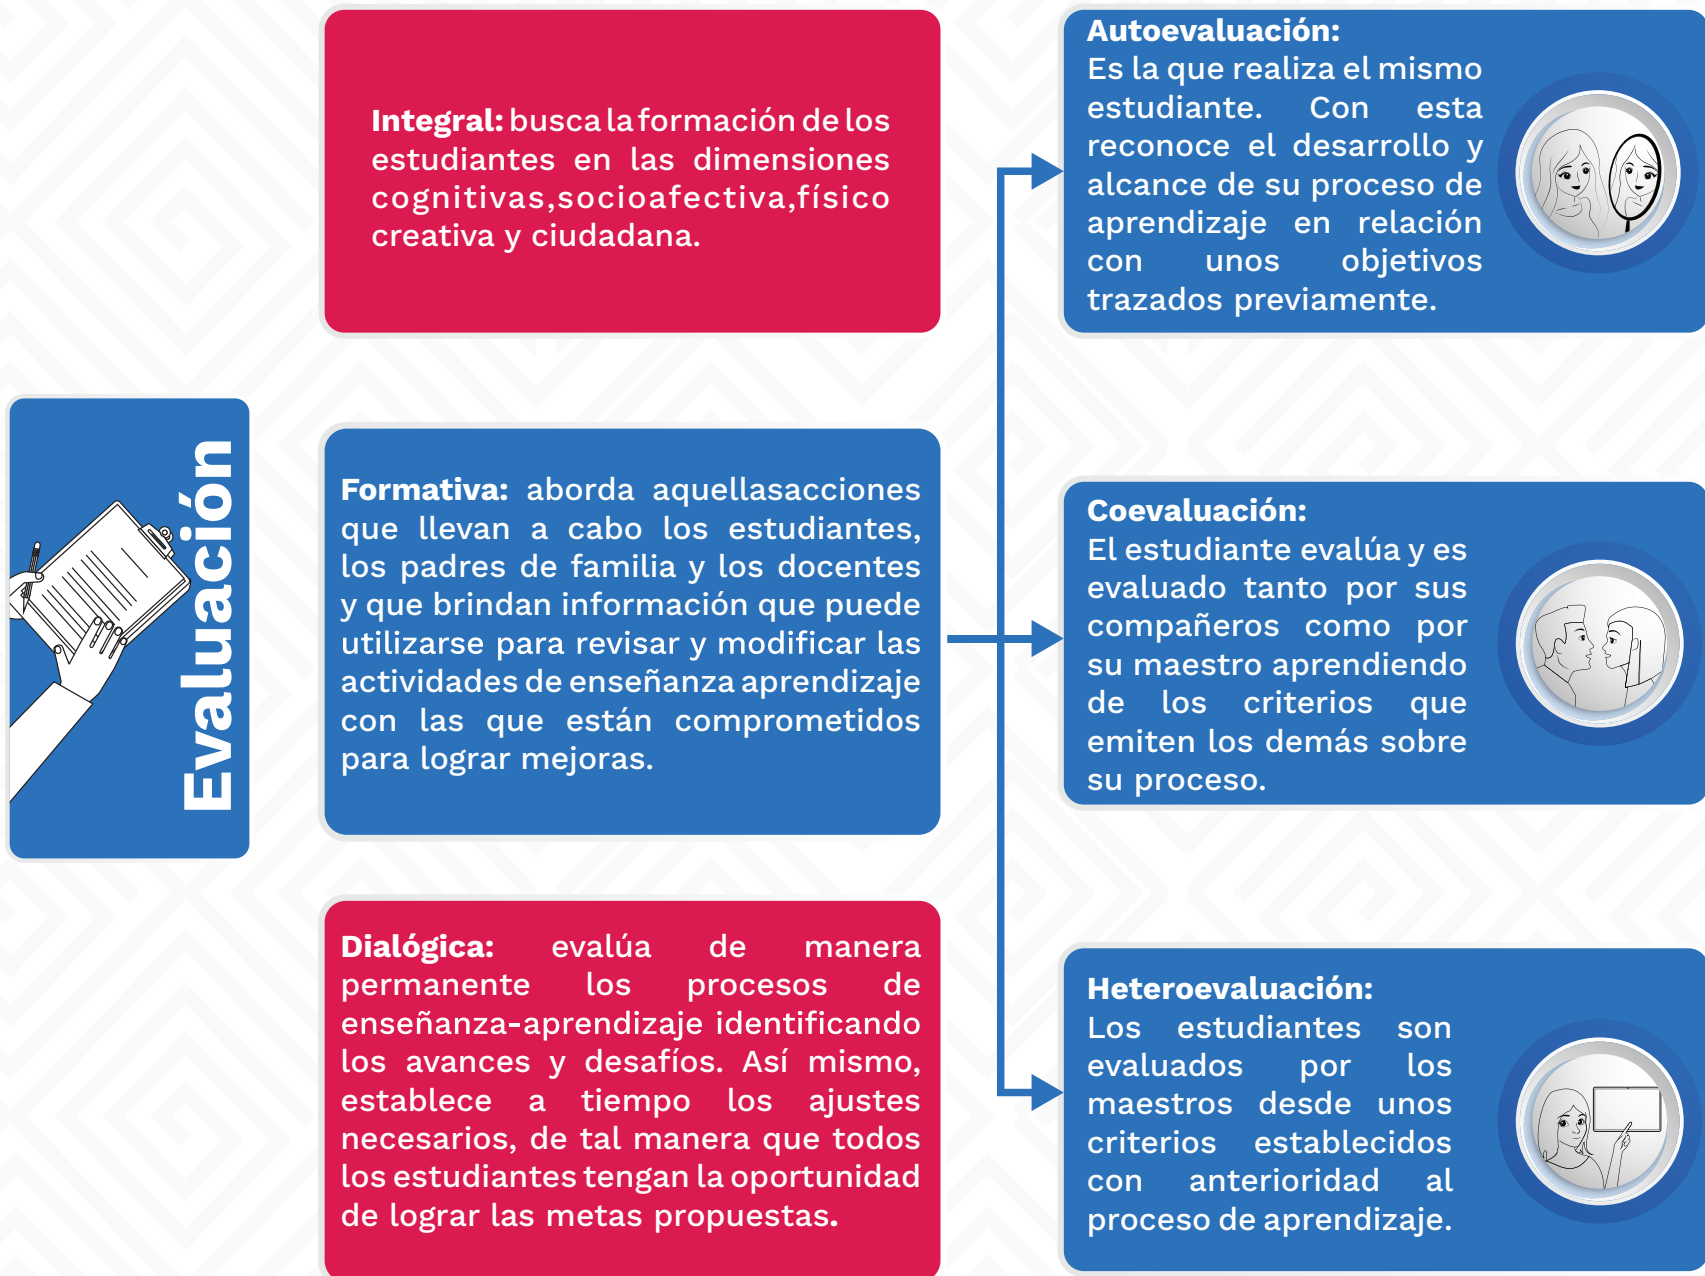 Evaluación
Integral: busca la formación de los
estudiantes en las dimensiones
cognitivas,socioafectiva,físico
creativa y ciudadana.
Formativa: aborda aquellasacciones
que llevan a cabo los estudiantes,
los padres de familia y los docentes
y que brindan información que puede
utilizarse para revisar y modificar las
actividades de enseñanza aprendizaje
con las que están comprometidos
para lograr mejoras.
Dialógica: evalúa de manera
permanente los procesos de
enseñanza-aprendizaje identificando
los avances y desafíos. Así mismo,
establece a tiempo los ajustes
necesarios, de tal manera que todos
los estudiantes tengan la oportunidad
de lograr las metas propuestas.
Autoevaluación:
Es la que realiza el mismo
estudiante. Con esta
reconoce el desarrollo y
alcance de su proceso de
aprendizaje en relación
con unos objetivos
trazados previamente.
Coevaluación:
El estudiante evalúa y es
evaluado tanto por sus
compañeros como por
su maestro aprendiendo
de los criterios que
emiten los demás sobre
su proceso.
Heteroevaluación:
Los estudiantes son
evaluados por los
maestros desde unos
criterios establecidos
con anterioridad al
proceso de aprendizaje.